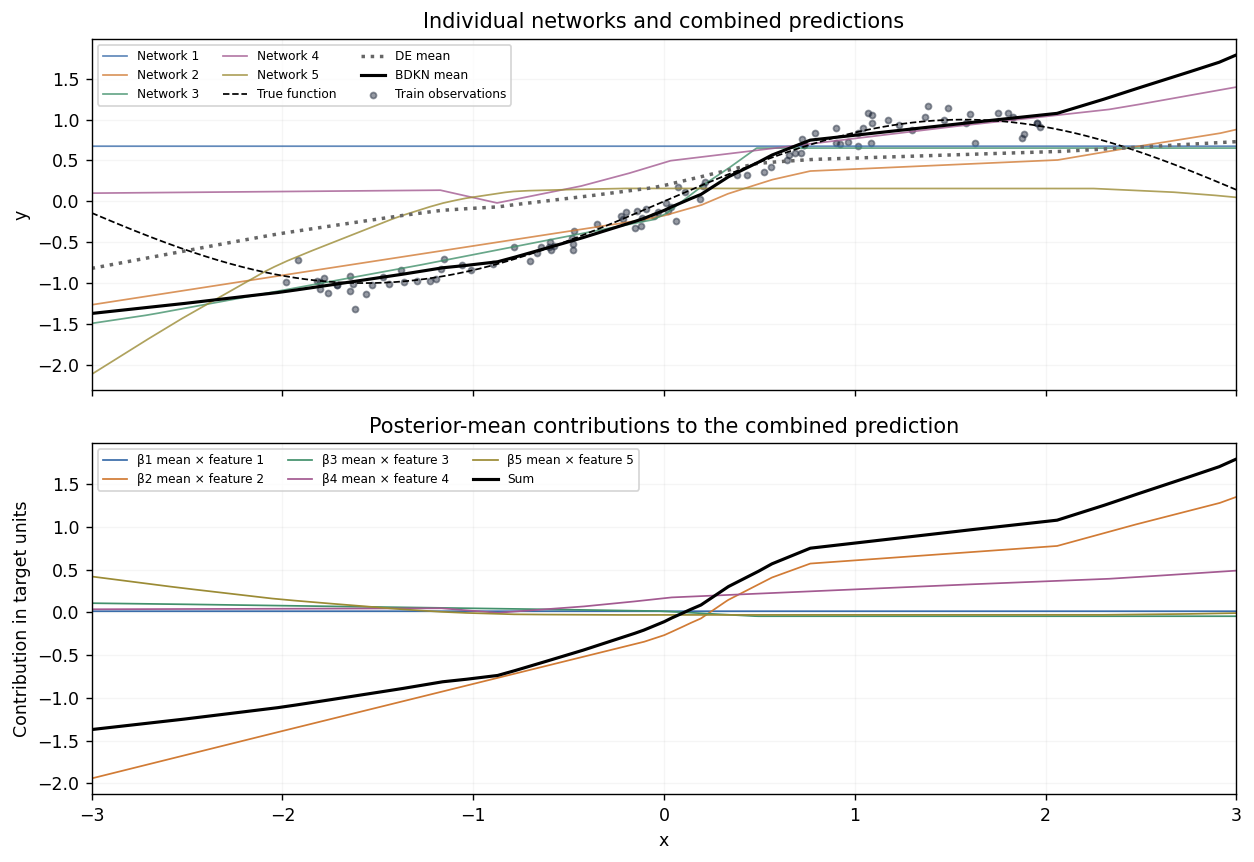 Individual networks and combined predictions
Network 1 Network 4 DE mean
Network 2 Network 5 BDKN mean
Network 3 True function Train observations
1.5
1.0
0.5
0.0
−0.5
−1.0
−1.5
−2.0
y
Posterior-mean contributions to the combined prediction
β1 mean × feature 1 β3 mean × feature 3 β5 mean × feature 5
β2 mean × feature 2 β4 mean × feature 4 Sum
1.5
1.0
0.5
0.0
−0.5
−1.0
−1.5
−2.0
Contribution in target units
−3 −2 −1 0 1 2 3
x